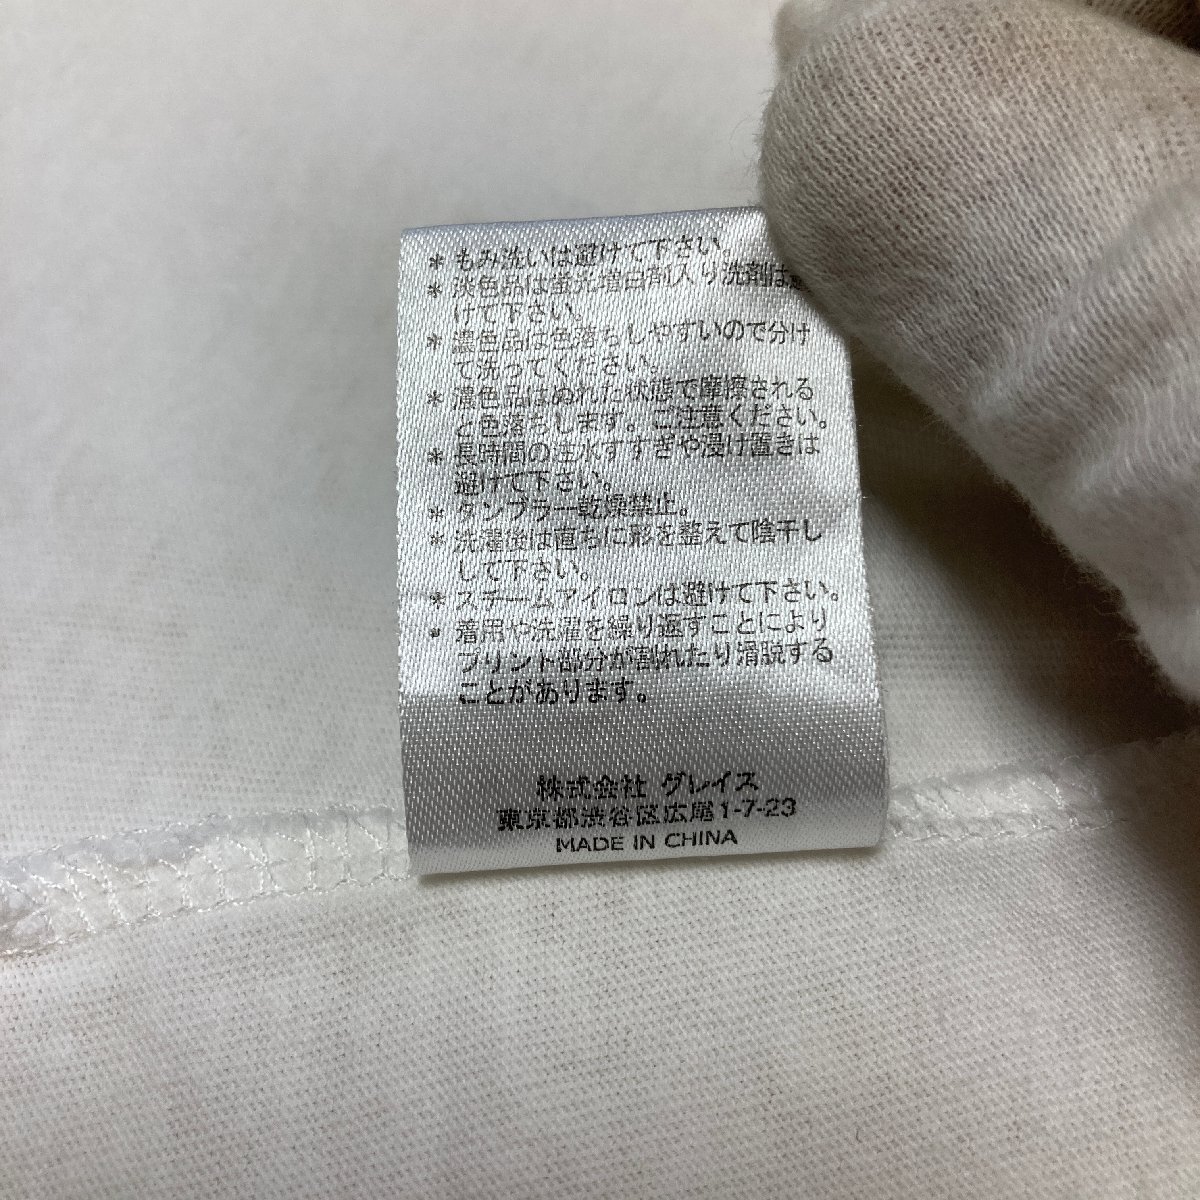 * もみ洗いは避けて下さい。
* 淡色品は蛍光増白剤入り洗剤は避
けて下さい。
* 濃色品は色落ちしやすいので分け
て洗ってください。
* 濃色品はぬれた状態で摩擦される
と色落ちします。ご注意ください。
* 長時間の注水すすぎや浸け置きは
避けて下さい。
* タンブラー乾燥禁止。
* 洗濯後は直ちに形を整えて陰干し
して下さい。
* スチームアイロンは避けて下さい。
* 着用や洗濯を繰り返すことにより
プリント部分が割れたり滑脱する
ことがあります。
株式会社 グレイス
東京都渋谷区広尾1-7-23
MADE IN CHINA